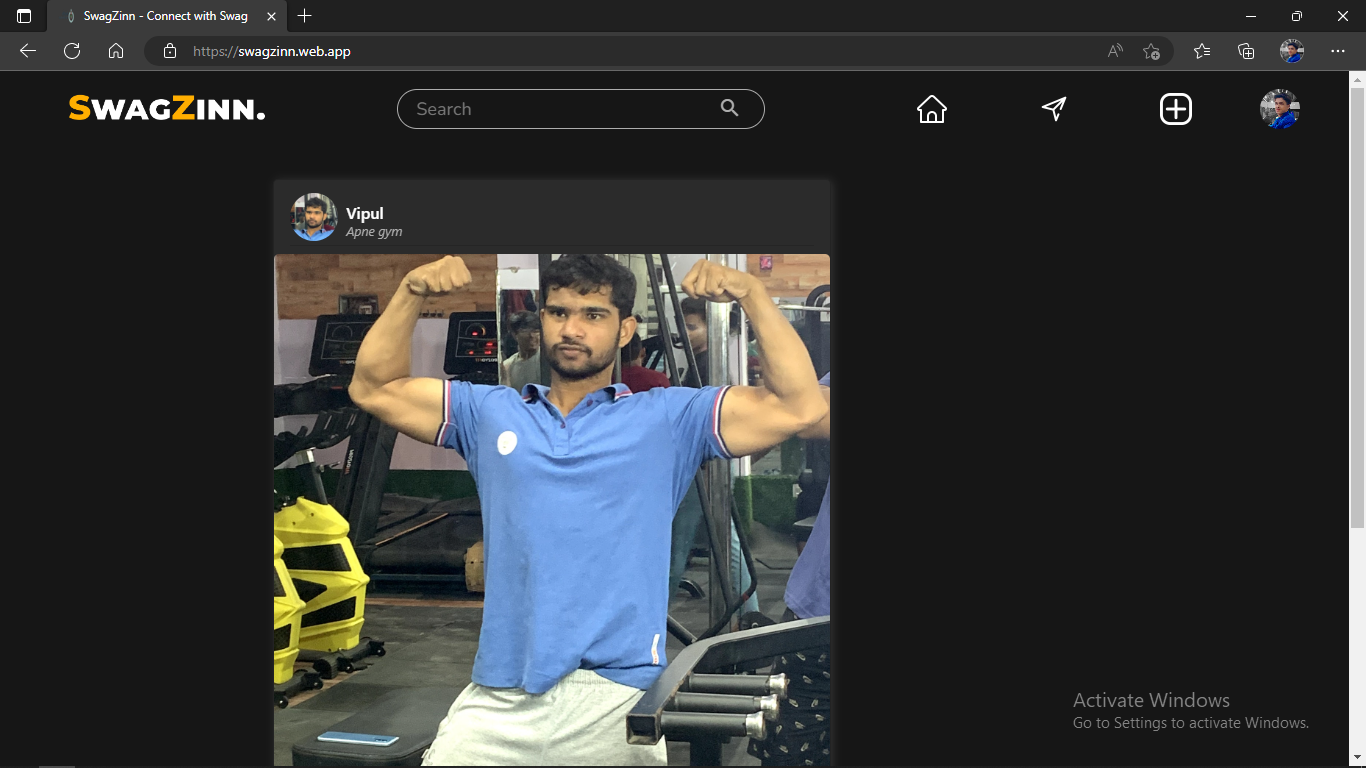 SwagZinn - Connect with Swag
https://swagzinn.web.app
SWAGZINN.
Search
Vipul
Apne gym
Activate Windows
Go to Settings to activate Windows.